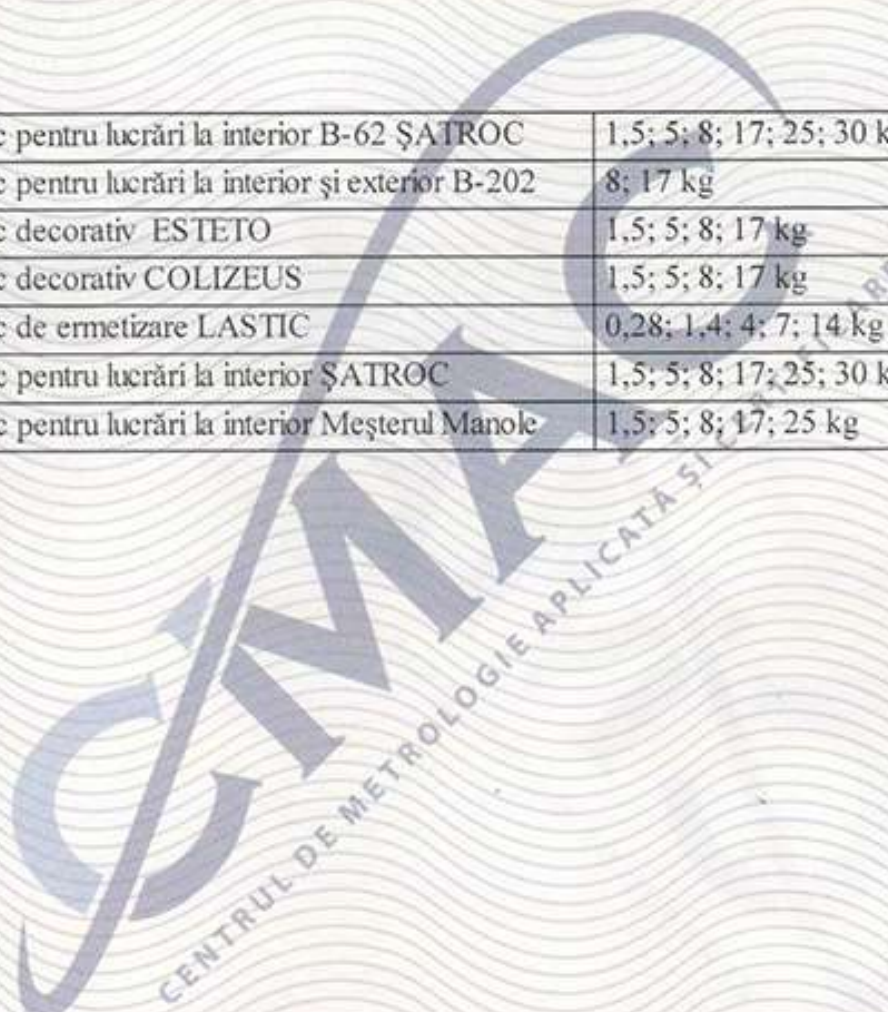 c pentru lucrări la interior B-62 ŞATROC 1,5; 5; 8; 17; 25; 30 k
c pentru lucrări la interior şi exterior B-202 8; 17 kg
c decorativ ESTETO 1,5; 5; 8; 17 kg
c decorativ COLIZEUS 1,5; 5; 8; 17 kg
c de ermetizare LASTIC 0,28; 1,4; 4; 7; 14 kg
c pentru lucrări la interior ŞATROC 1,5; 5; 8; 17; 25; 30 k
c pentru lucrări la interior Meşterul Manole 1,5; 5; 8; 17; 25 kg
CMAC
CENTRUL DE METROLOGIE APLICATĂ ŞI